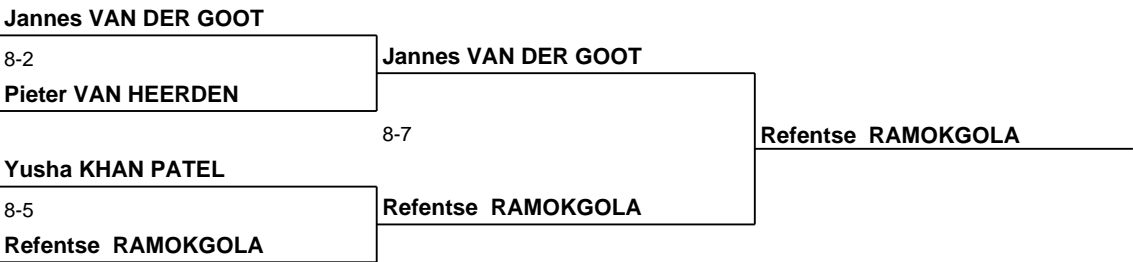 Jannes VAN DER GOOT
8-2
Jannes VAN DER GOOT
Pieter VAN HEERDEN
8-7
Refentse RAMOKGOLA
Yusha KHAN PATEL
8-5
Refentse RAMOKGOLA
Refentse RAMOKGOLA